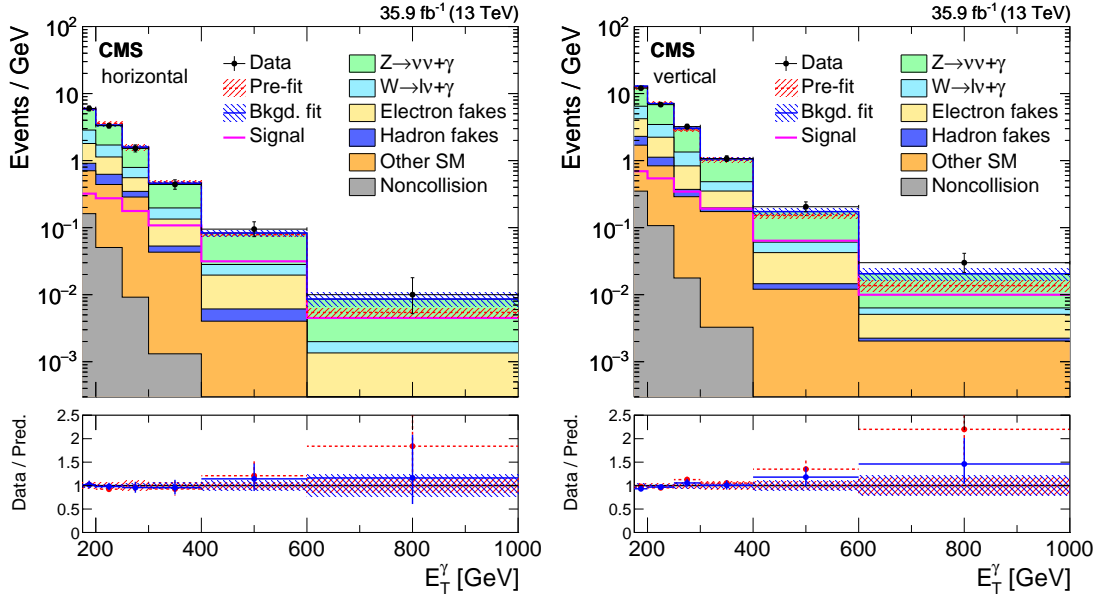 35.9 fb⁻¹ (13 TeV)
CMS
horizontal
Data
Pre-fit
Bkgd. fit
Signal
Z→νν+γ
W→lν+γ
Electron fakes
Hadron fakes
Other SM
Noncollision
Events / GeV
10²
10
1
10⁻¹
10⁻²
10⁻³
Data / Pred.
2.5
2
1.5
1
0.5
0
200 400 600 800 1000
E_T^γ [GeV]
35.9 fb⁻¹ (13 TeV)
CMS
vertical
Data
Pre-fit
Bkgd. fit
Signal
Z→νν+γ
W→lν+γ
Electron fakes
Hadron fakes
Other SM
Noncollision
Events / GeV
10²
10
1
10⁻¹
10⁻²
10⁻³
Data / Pred.
2.5
2
1.5
1
0.5
0
200 400 600 800 1000
E_T^γ [GeV]